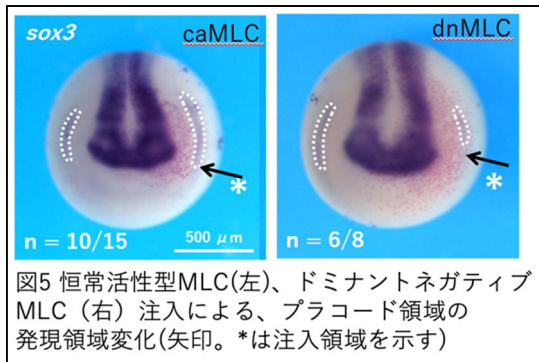 sox3
caMLC
dnMLC
*
*
n = 10/15
500 μm
n = 6/8
図5 恒常活性型MLC(左)、ドミナントネガティブ
MLC（右）注入による、プラコード領域の
発現領域変化(矢印。*は注入領域を示す)